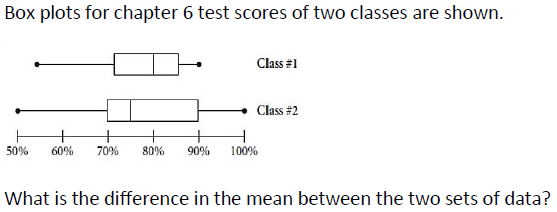 Box plots for chapter 6 test scores of two classes are shown.
Class #1
Class #2
50% 60% 70% 80% 90% 100%
What is the difference in the mean between the two sets of data?